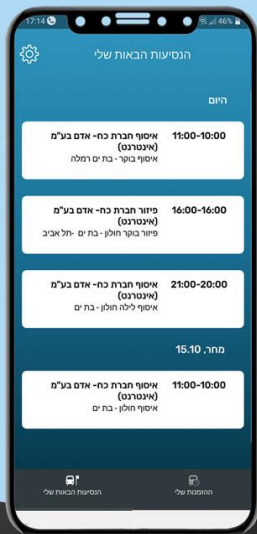 17:14
46%
הנסיעות הבאות שלי
היום
11:00-10:00
איסוף חברת כח- אדם בע"מ
(אינטרנט)
איסוף בוקר - בת ים רמלה
16:00-16:00
פיזור חברת כח- אדם בע"מ
(אינטרנט)
פיזור בוקר חולון - בת ים -תל אביב
21:00-20:00
איסוף חברת כח- אדם בע"מ
(אינטרנט)
איסוף לילה חולון - בת ים
מחר, 15.10
11:00-10:00
איסוף חברת כח- אדם בע"מ
(אינטרנט)
איסוף חולון - בת ים
ההזמנות שלי
הנסיעות הבאות שלי